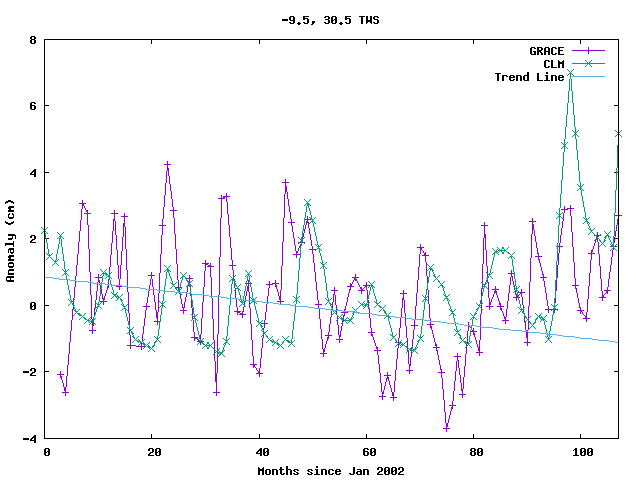 -9.5, 30.5 TWS
GRACE
CLM
Trend Line
8
6
4
2
0
-2
-4
Anomaly (cm)
0 20 40 60 80 100
Months since Jan 2002